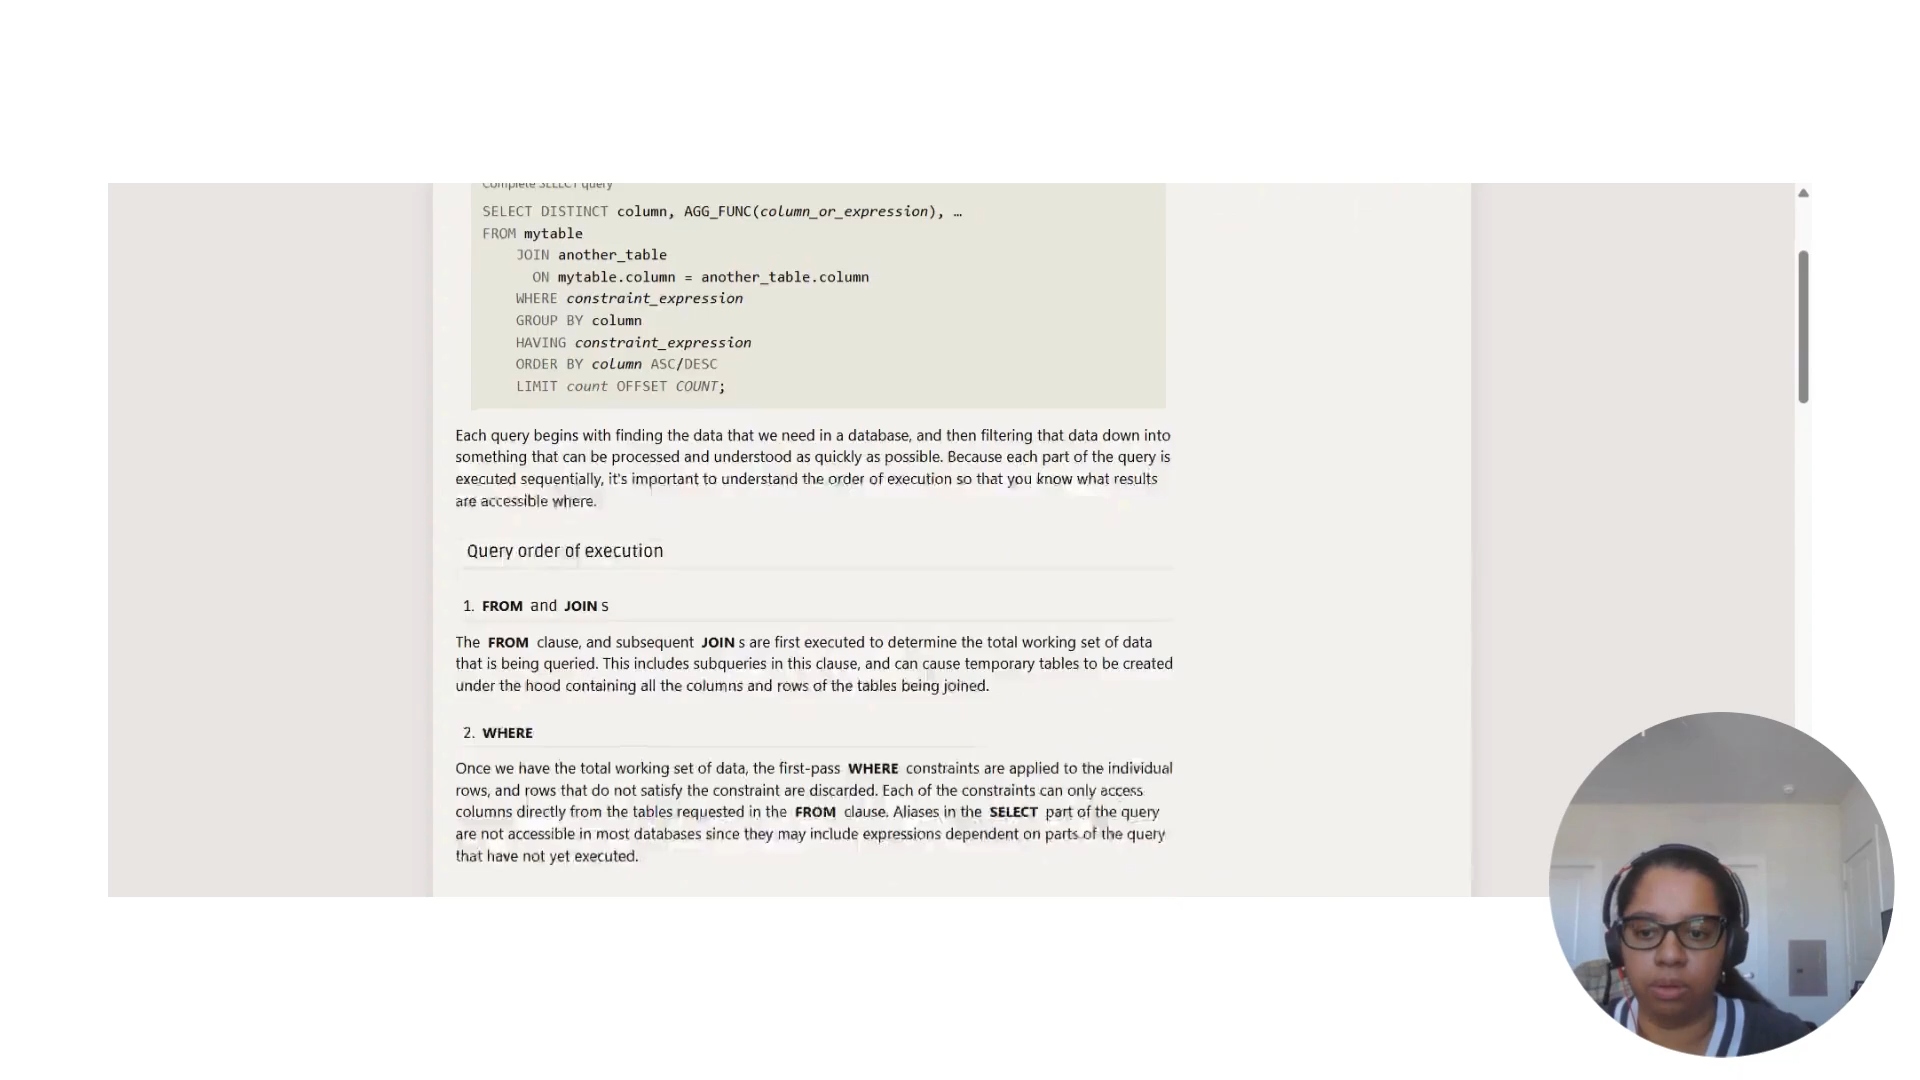 Complete SELECT query
SELECT DISTINCT column, AGG_FUNC(column_or_expression), …
FROM mytable
JOIN another_table
ON mytable.column = another_table.column
WHERE constraint_expression
GROUP BY column
HAVING constraint_expression
ORDER BY column ASC/DESC
LIMIT count OFFSET COUNT;
Each query begins with finding the data that we need in a database, and then filtering that data down into
something that can be processed and understood as quickly as possible. Because each part of the query is
executed sequentially, it's important to understand the order of execution so that you know what results
are accessible where.
Query order of execution
1. FROM and JOIN s
The FROM clause, and subsequent JOIN s are first executed to determine the total working set of data
that is being queried. This includes subqueries in this clause, and can cause temporary tables to be created
under the hood containing all the columns and rows of the tables being joined.
2. WHERE
Once we have the total working set of data, the first-pass WHERE constraints are applied to the individual
rows, and rows that do not satisfy the constraint are discarded. Each of the constraints can only access
columns directly from the tables requested in the FROM clause. Aliases in the SELECT part of the query
are not accessible in most databases since they may include expressions dependent on parts of the query
that have not yet executed.